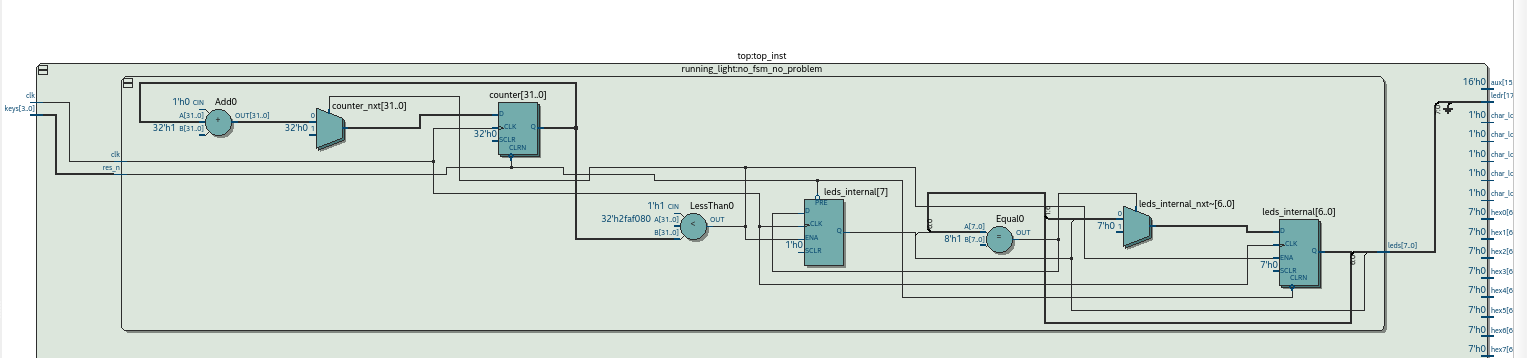 top:top_inst
running_light:no_fsm_no_problem
clk
keys[3..0]
clk
res_n
Add0
1'h0 CIN
A[31..0]
32'h1 B[31..0]
OUT[31..0]
+
counter_nxt[31..0]
0
32'h0 1
counter[31..0]
D
CLK
32'h0
SCLR
CLRN
Q
LessThan0
1'h1 CIN
32'h2faf080 A[31..0]
B[31..0]
OUT
<
leds_internal[7]
PRE
D
CLK
ENA
1'h0
SCLR
Q
Equal0
A[7..0]
8'h1 B[7..0]
OUT
=
leds_internal_nxt~[6..0]
0
7'h0 1
leds_internal[6..0]
D
CLK
ENA
7'h0
SCLR
CLRN
Q
leds[7..0]
16'h0 aux[15
ledr[17
1'h0 char_lc
1'h0 char_lc
1'h0 char_lc
1'h0 char_lc
1'h0 char_lc
7'h0 hex0[6
7'h0 hex1[6
7'h0 hex2[6
7'h0 hex3[6
7'h0 hex4[6
7'h0 hex5[6
7'h0 hex6[6
7'h0 hex7[6